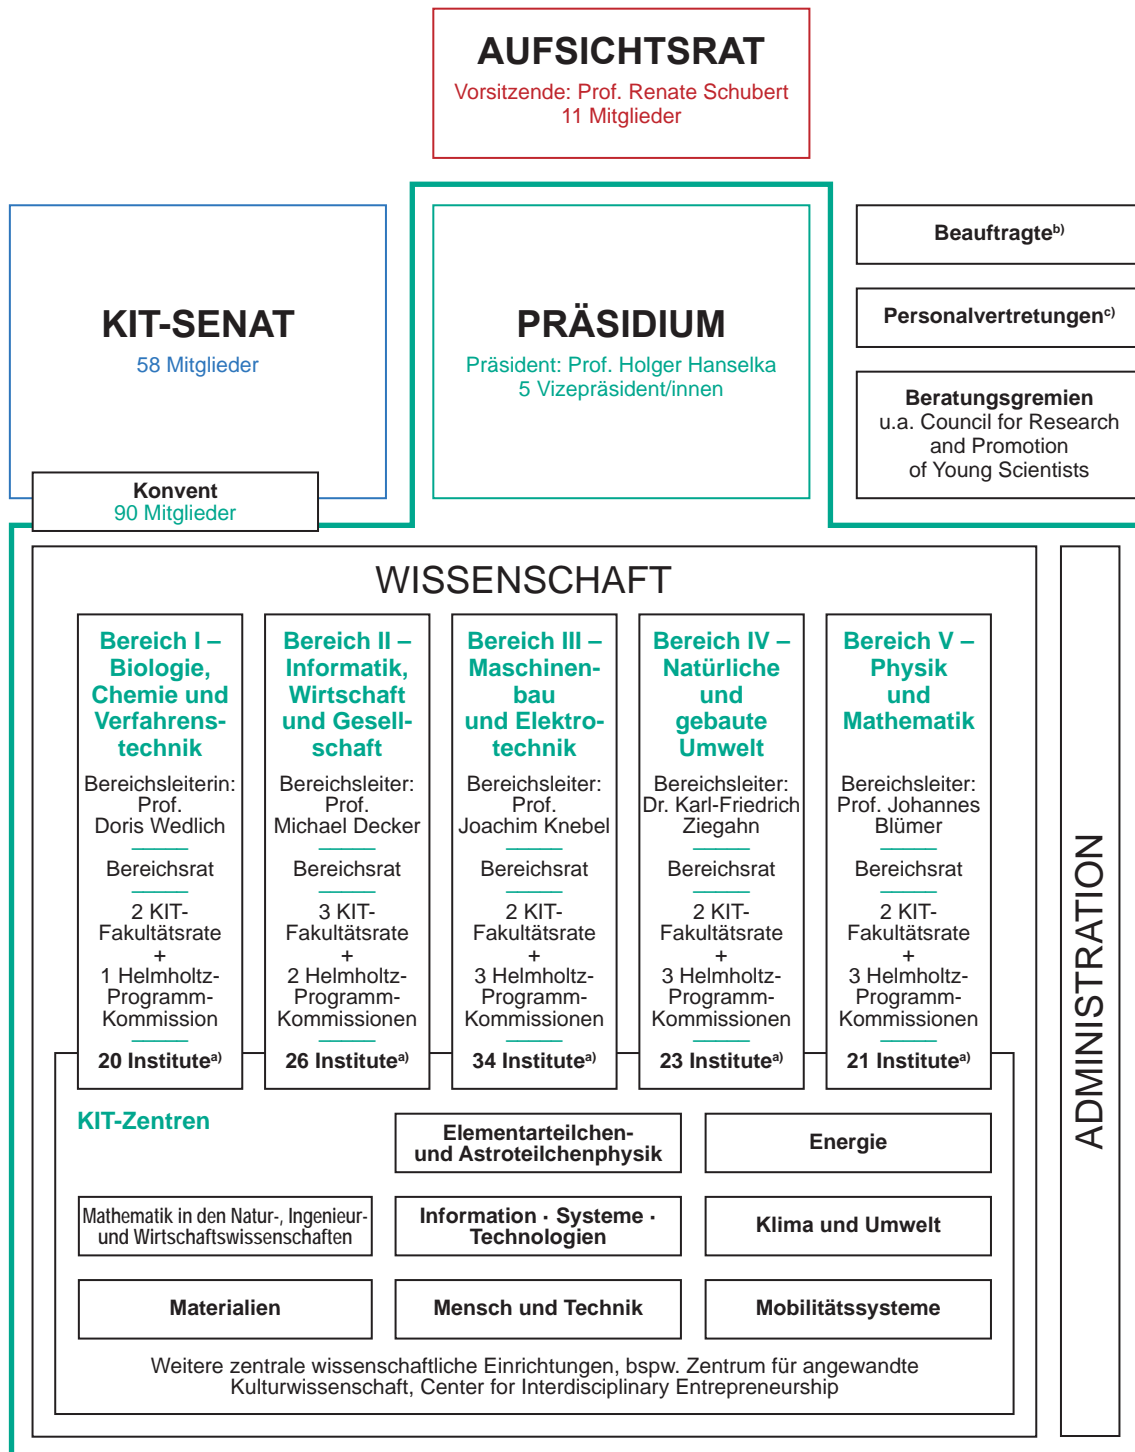 AUFSICHTSRAT
Vorsitzende: Prof. Renate Schubert
11 Mitglieder
KIT-SENAT
58 Mitglieder
Konvent
90 Mitglieder
PRÄSIDIUM
Präsident: Prof. Holger Hanselka
5 Vizepräsident/innen
Beauftragte b)
Personalvertretungen c)
Beratungsgremien
u.a. Council for Research
and Promotion
of Young Scientists
WISSENSCHAFT
Bereich I –
Biologie,
Chemie und
Verfahrens-
technik
Bereichsleiterin:
Prof.
Doris Wedlich
Bereichsrat
2 KIT-
Fakultätsrate
+
1 Helmholtz-
Programm-
Kommission
20 Institute a)
Bereich II –
Informatik,
Wirtschaft
und Gesell-
schaft
Bereichsleiter:
Prof.
Michael Decker
Bereichsrat
3 KIT-
Fakultätsrate
+
2 Helmholtz-
Programm-
Kommissionen
26 Institute a)
Bereich III –
Maschinen-
bau
und Elektro-
technik
Bereichsleiter:
Prof.
Joachim Knebel
Bereichsrat
2 KIT-
Fakultätsrate
+
3 Helmholtz-
Programm-
Kommissionen
34 Institute a)
Bereich IV –
Natürliche
und
gebaute
Umwelt
Bereichsleiter:
Dr. Karl-Friedrich
Ziegahn
Bereichsrat
2 KIT-
Fakultätsrate
+
3 Helmholtz-
Programm-
Kommissionen
23 Institute a)
Bereich V –
Physik
und
Mathematik
Bereichsleiter:
Prof. Johannes
Blümer
Bereichsrat
2 KIT-
Fakultätsrate
+
3 Helmholtz-
Programm-
Kommissionen
21 Institute a)
KIT-Zentren
Elementarteilchen-
und Astroteilchenphysik
Energie
Mathematik in den Natur-, Ingenieur-
und Wirtschaftswissenschaften
Information · Systeme ·
Technologien
Klima und Umwelt
Materialien
Mensch und Technik
Mobilitätssysteme
Weitere zentrale wissenschaftliche Einrichtungen, bspw. Zentrum für angewandte
Kulturwissenschaft, Center for Interdisciplinary Entrepreneurship
ADMINISTRATION